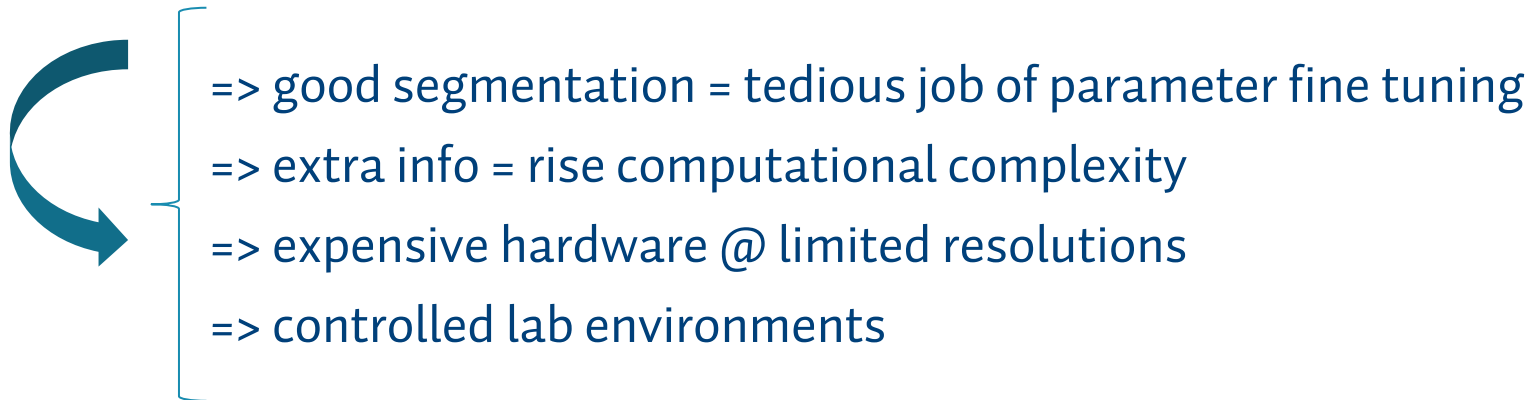 => good segmentation = tedious job of parameter fine tuning
=> extra info = rise computational complexity
=> expensive hardware @ limited resolutions
=> controlled lab environments